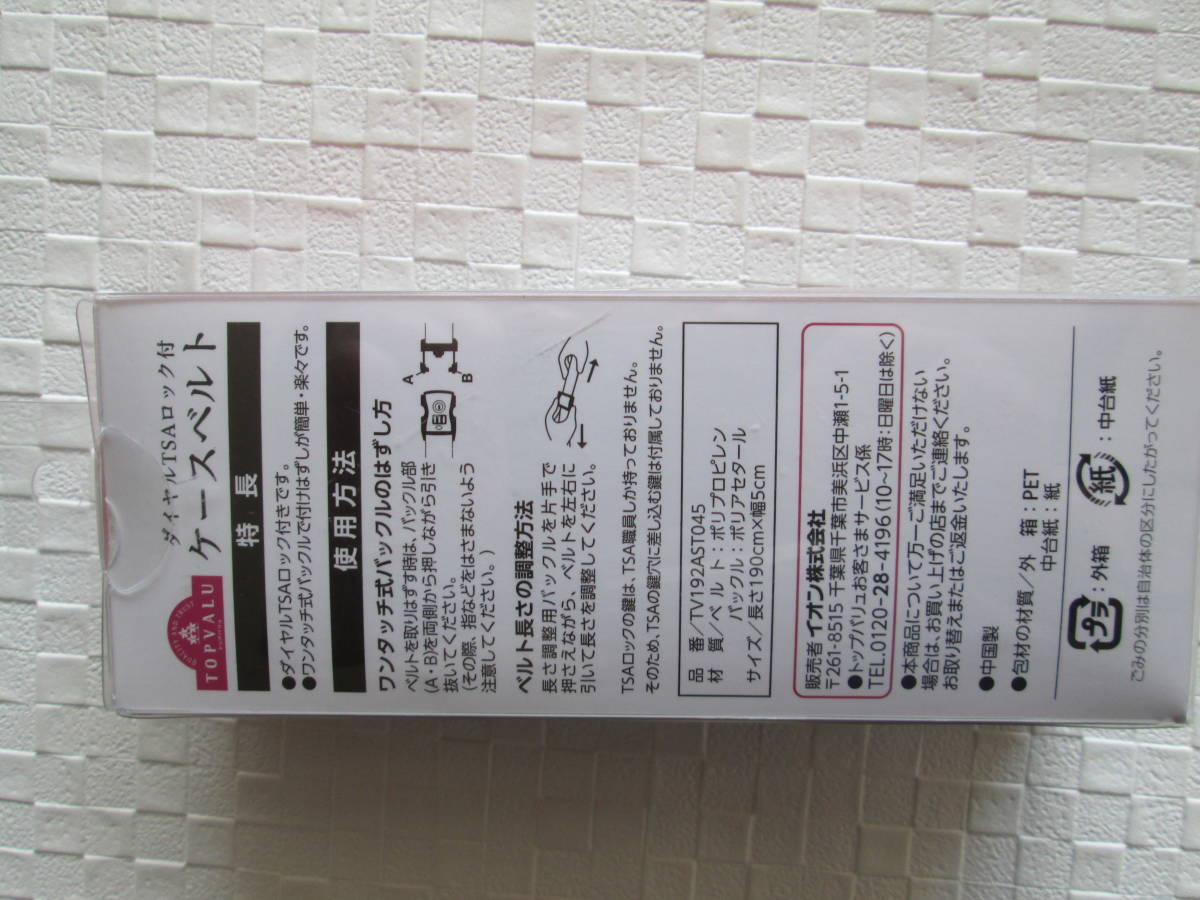 QUALITY AND TRUST
TOPVALU
ダイヤルTSAロック付
ケースベルト
特長
●ダイヤルTSAロック付きです。
●ワンタッチ式バックルで付けはずしが簡単・楽々です。
使用方法
ワンタッチ式バックルのはずし方
ベルトを取りはずす時は、バックル部
(A・B)を両側から押しながら引き
抜いてください。
(その際、指などをはさまないよう
注意してください。)
A
B
ベルト長さの調整方法
長さ調整用バックルを片手で
押さえながら、ベルトを左右に
引いて長さを調整してください。
TSAロックの鍵は、TSA職員しか持っておりません。
そのため、TSAの鍵穴に差し込む鍵は付属しておりません。
品番/TV192AST045
材質/ベルト:ポリプロピレン
バックル:ポリアセタール
サイズ/長さ190cm×幅5cm
販売者 イオン株式会社
〒261-8515 千葉県千葉市美浜区中瀬1-5-1
●トップバリュお客さまサービス係
TEL.0120-28-4196(10~17時:日曜日は除く)
●本商品について万一ご満足いただけない
場合は、お買い上げの店までご連絡ください。
お取り替えまたはご返金いたします。
●中国製
●包材の材質/外箱:PET
中台紙:紙
プラ:外箱 紙:中台紙
ごみの分別は自治体の区分にしたがってください。